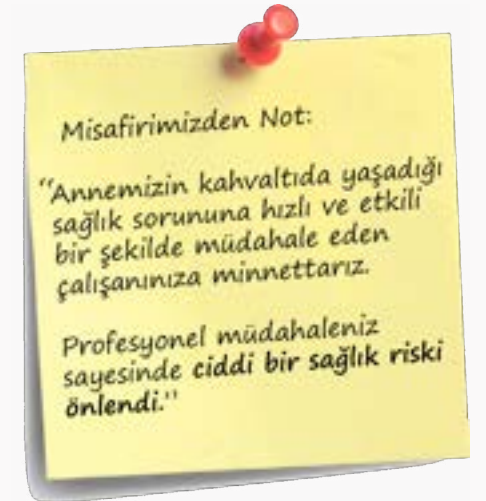 Misafirimizden Not:
“Annemizin kahvaltıda yaşadığı
sağlık sorununa hızlı ve etkili
bir şekilde müdahale eden
çalışanınıza minnettarız.
Profesyonel müdahaleniz
sayesinde ciddi bir sağlık riski
önlendi.”